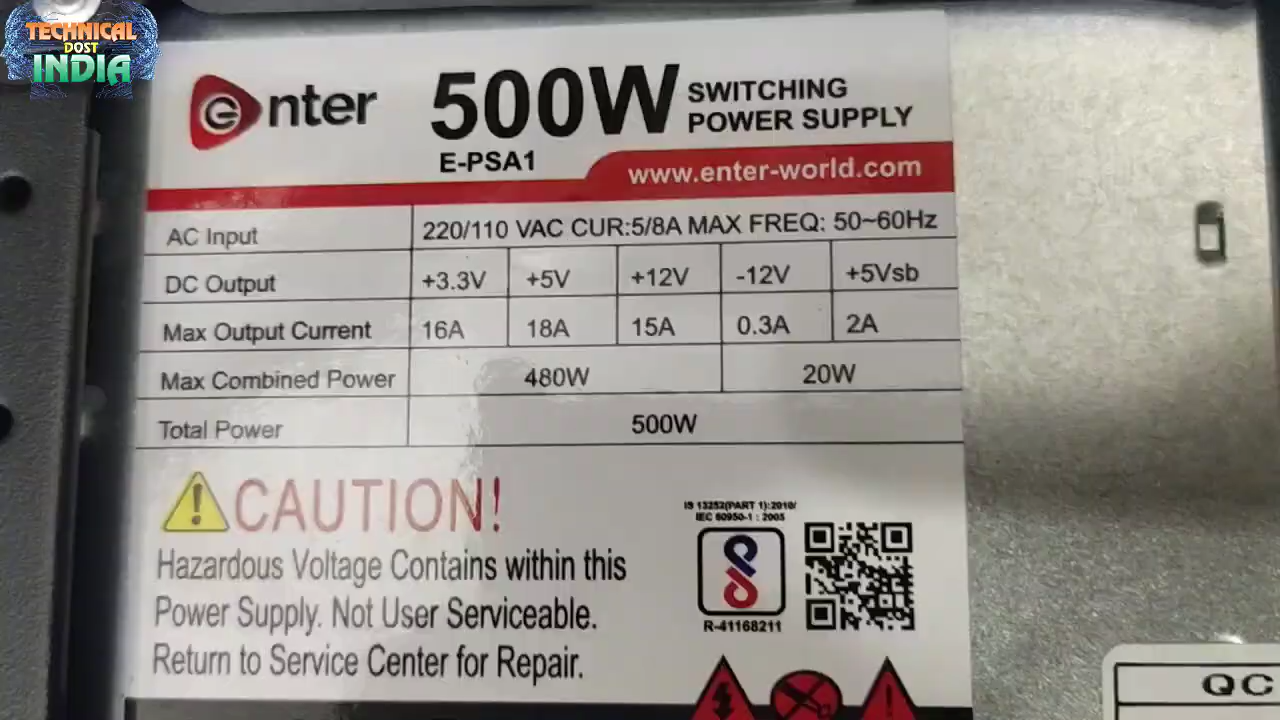 TECHNICAL
DOST
INDIA
enter
500W
SWITCHING
POWER SUPPLY
E-PSA1
www.enter-world.com
AC Input 220/110 VAC CUR:5/8A MAX FREQ: 50~60Hz
DC Output +3.3V +5V +12V -12V +5Vsb
Max Output Current 16A 18A 15A 0.3A 2A
Max Combined Power 480W 20W
Total Power 500W
CAUTION!
Hazardous Voltage Contains within this
Power Supply. Not User Serviceable.
Return to Service Center for Repair.
IS 13252(PART 1):2010/
IEC 60950-1 : 2005
R-41168211
QC